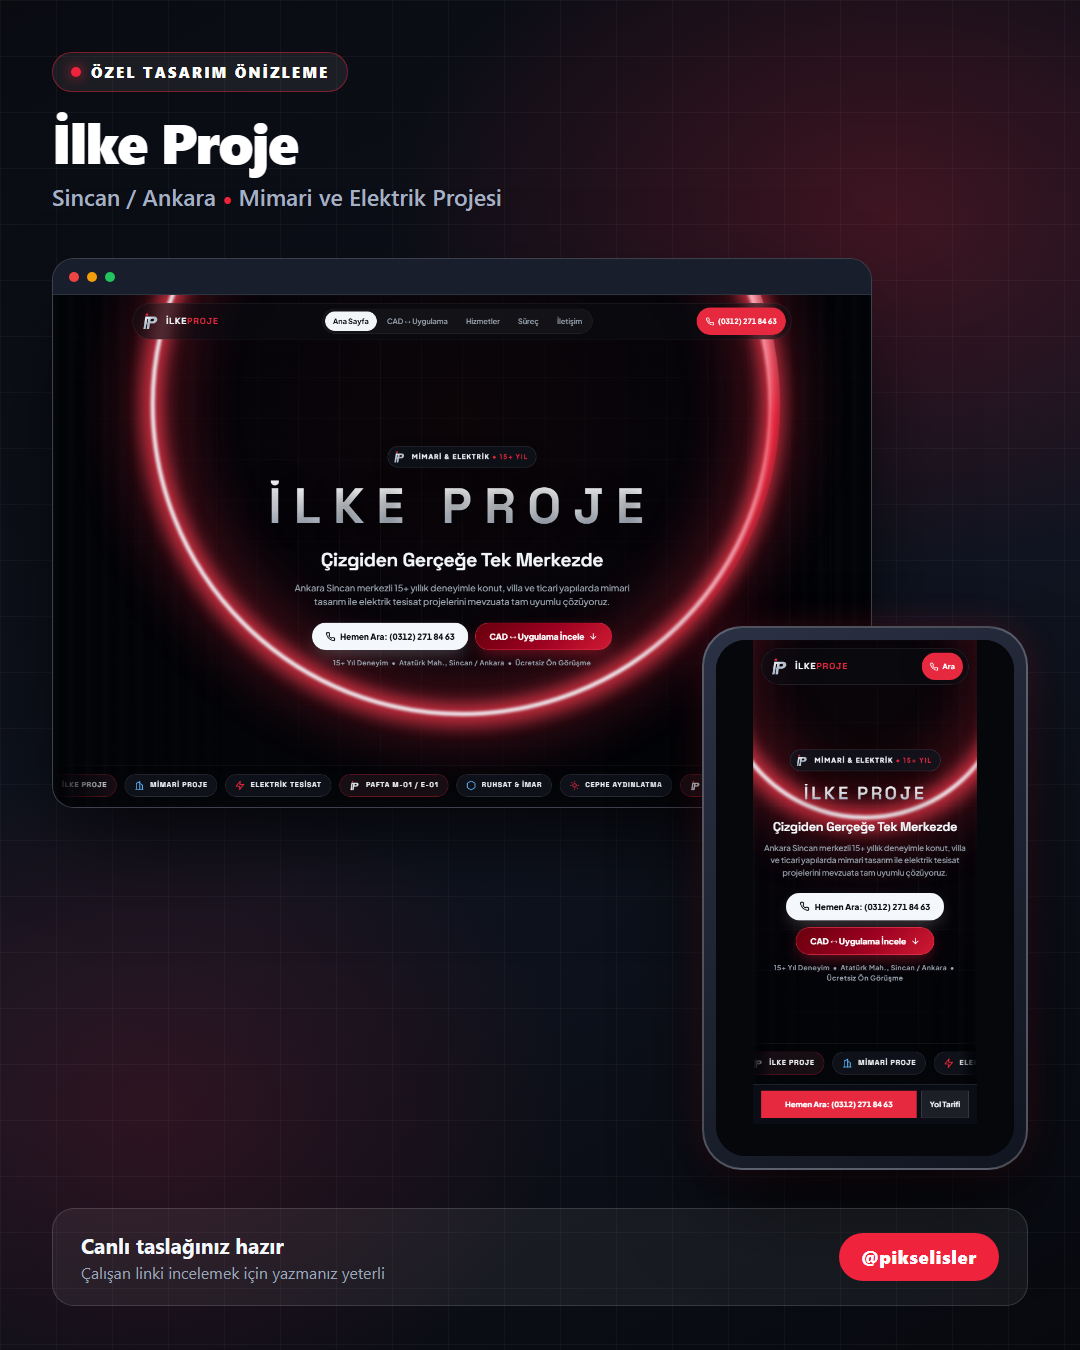 ÖZEL TASARIM ÖNİZLEME
İlke Proje
Sincan / Ankara • Mimari ve Elektrik Projesi
İP İLKEPROJE
Ana Sayfa
CAD↔Uygulama
Hizmetler
Süreç
İletişim
(0312) 271 84 63
İP MİMARİ & ELEKTRİK • 15+ YIL
İLKE PROJE
Çizgiden Gerçeğe Tek Merkezde
Ankara Sincan merkezli 15+ yıllık deneyimle konut, villa ve ticari yapılarda mimari
tasarım ile elektrik tesisat projelerini mevzuata tam uyumlu çözüyoruz.
Hemen Ara: (0312) 271 84 63
CAD↔Uygulama İncele ↓
15+ Yıl Deneyim • Atatürk Mah., Sincan / Ankara • Ücretsiz Ön Görüşme
İLKE PROJE
MİMARİ PROJE
ELEKTRİK TESİSAT
İP PAFTA M-01 / E-01
RUHSAT & İMAR
CEPHE AYDINLATMA
İP
İP İLKEPROJE
Ara
İP MİMARİ & ELEKTRİK • 15+ YIL
İLKE PROJE
Çizgiden Gerçeğe Tek Merkezde
Ankara Sincan merkezli 15+ yıllık deneyimle konut, villa
ve ticari yapılarda mimari tasarım ile elektrik tesisat
projelerini mevzuata tam uyumlu çözüyoruz.
Hemen Ara: (0312) 271 84 63
CAD↔Uygulama İncele ↓
15+ Yıl Deneyim • Atatürk Mah., Sincan / Ankara •
Ücretsiz Ön Görüşme
İLKE PROJE
MİMARİ PROJE
ELE
Hemen Ara: (0312) 271 84 63
Yol Tarifi
Canlı taslağınız hazır
Çalışan linki incelemek için yazmanız yeterli
@pikselisler